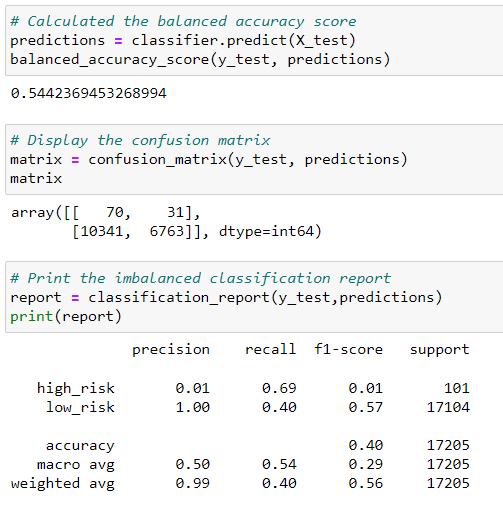 # Calculated the balanced accuracy score
predictions = classifier.predict(X_test)
balanced_accuracy_score(y_test, predictions)
0.5442369453268994
# Display the confusion matrix
matrix = confusion_matrix(y_test, predictions)
matrix
array([[   70,    31],
       [10341,  6763]], dtype=int64)
# Print the imbalanced classification report
report = classification_report(y_test,predictions)
print(report)
              precision    recall  f1-score   support
   high_risk       0.01      0.69      0.01       101
    low_risk       1.00      0.40      0.57     17104
    accuracy                           0.40     17205
   macro avg       0.50      0.54      0.29     17205
weighted avg       0.99      0.40      0.56     17205